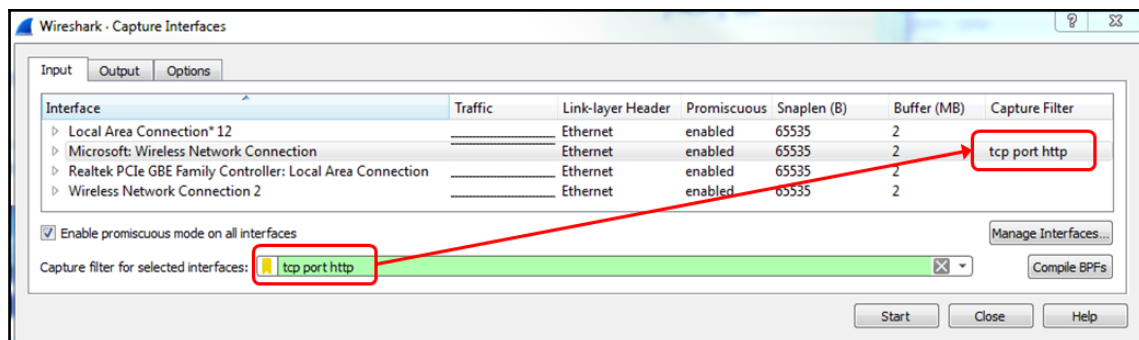 Wireshark · Capture Interfaces
Input Output Options
Interface Traffic Link-layer Header Promiscuous Snaplen (B) Buffer (MB) Capture Filter
Local Area Connection* 12 Ethernet enabled 65535 2
Microsoft: Wireless Network Connection Ethernet enabled 65535 2 tcp port http
Realtek PCIe GBE Family Controller: Local Area Connection Ethernet enabled 65535 2
Wireless Network Connection 2 Ethernet enabled 65535 2
Enable promiscuous mode on all interfaces Manage Interfaces...
Capture filter for selected interfaces: tcp port http Compile BPFs
Start Close Help